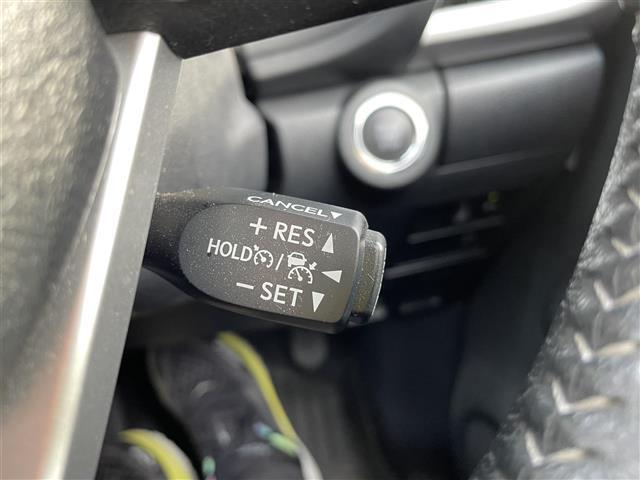 CANCEL▼
+ RES ▲
HOLD /
− SET ▼